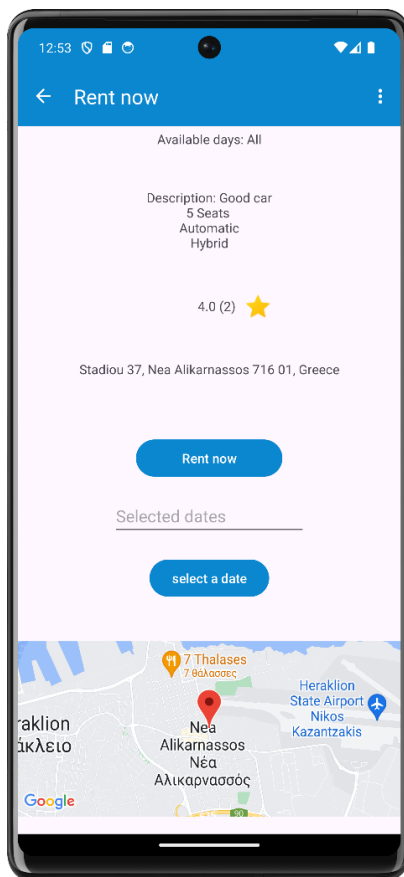 12:53
Rent now
Available days: All
Description: Good car
5 Seats
Automatic
Hybrid
4.0 (2)
Stadiou 37, Nea Alikarnassos 716 01, Greece
Rent now
Selected dates
select a date
7 Thalases
7 θάλασσες
Heraklion
State Airport
Nikos
Kazantzakis
raklion
άκλειο
Nea
Alikarnassos
Νέα
Αλικαρνασσός
Google
90